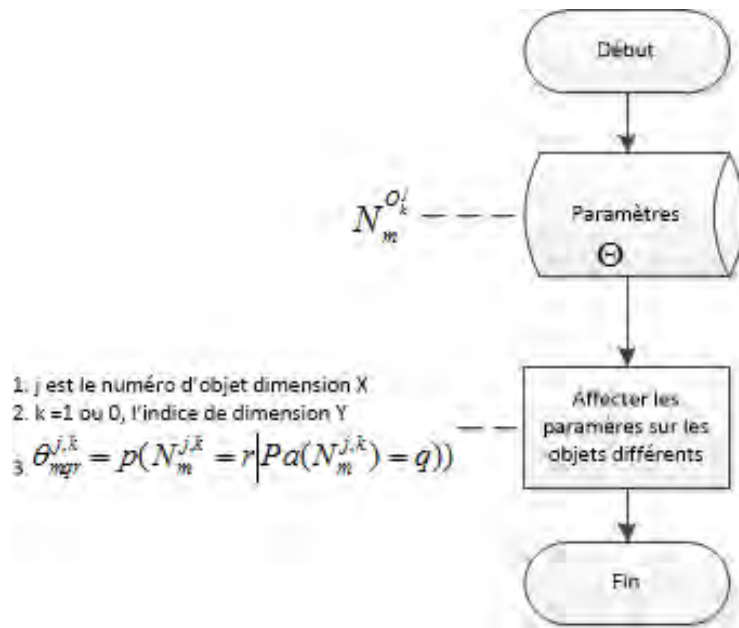 Début
Paramètres
Θ
N_m^{O_k^j}
1. j est le numéro d'objet dimension X
2. k =1 ou 0, l'indice de dimension Y
3. θ_{mqr}^{j,k} = p(N_m^{j,k} = r|Pa(N_m^{j,k}) = q))
Affecter les
paramères sur les
objets différents
Fin